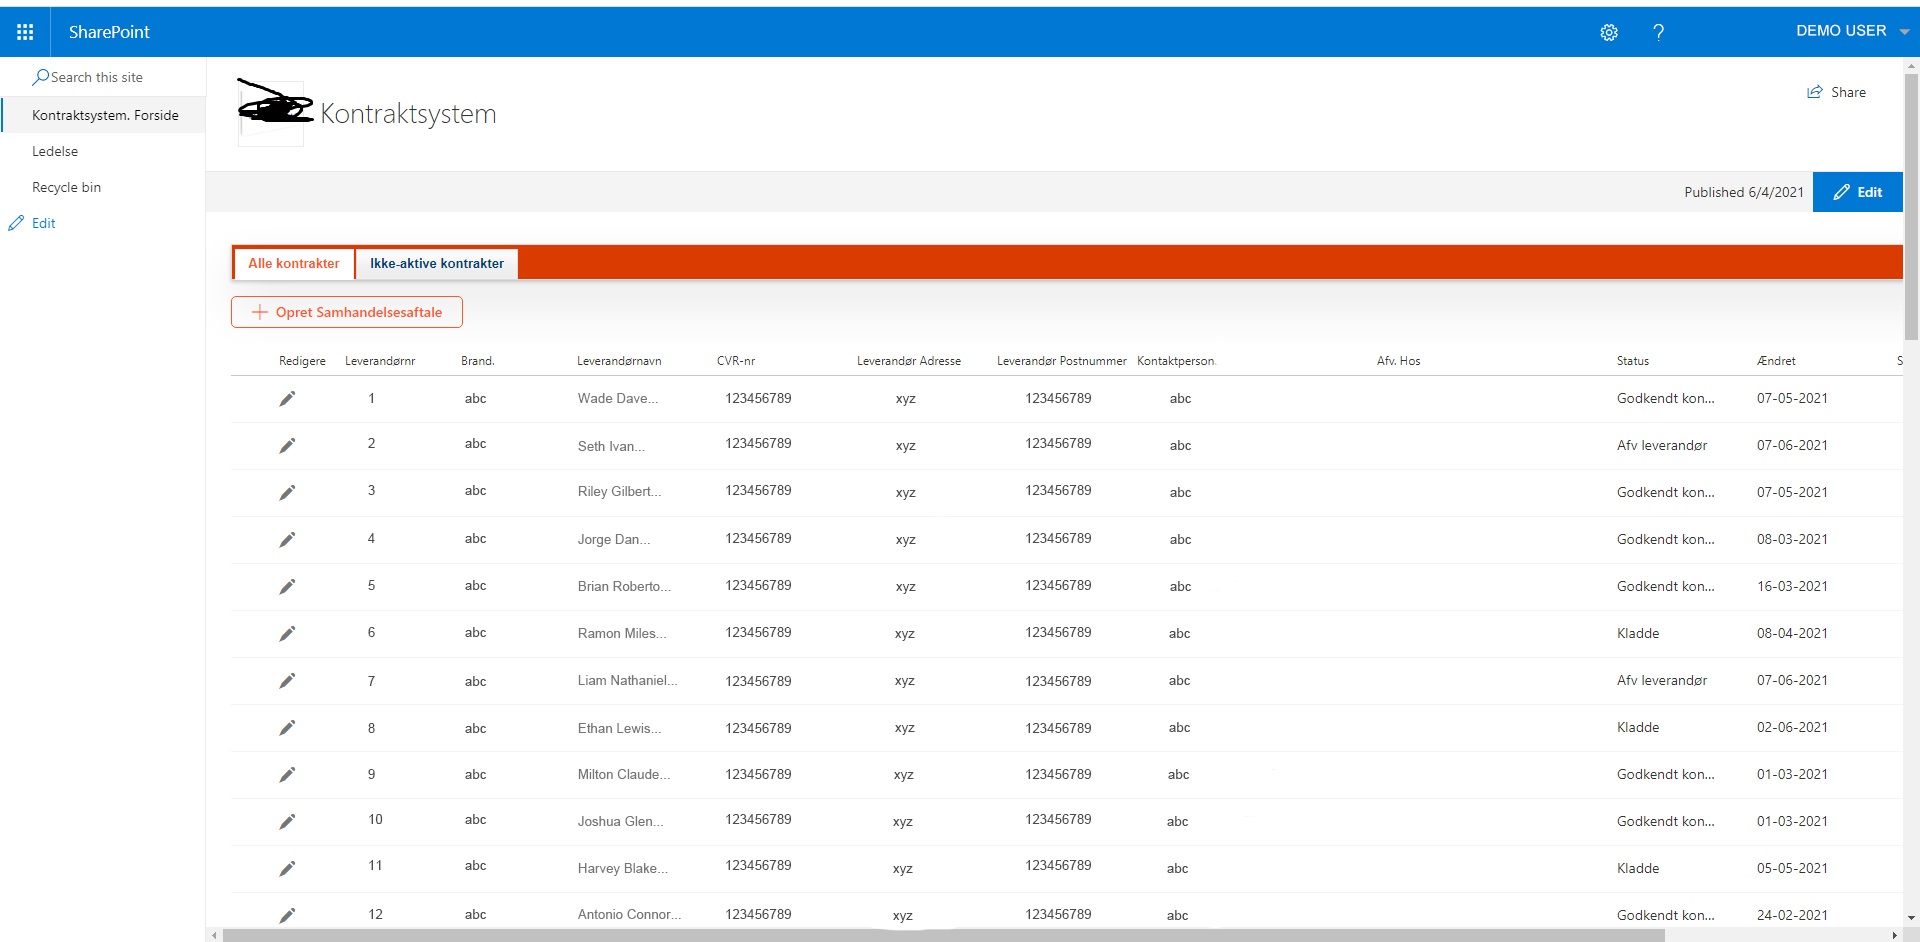 SharePoint ? DEMO USER
Search this site
Kontraktsystem. Forside
Ledelse
Recycle bin
Edit
Kontraktsystem
Share
Published 6/4/2021 Edit
Alle kontrakter Ikke-aktive kontrakter
+ Opret Samhandelsesaftale
Redigere Leverandørnr Brand. Leverandørnavn CVR-nr Leverandør Adresse Leverandør Postnummer Kontaktperson. Afv. Hos Status Ændret S
1 abc Wade Dave... 123456789 xyz 123456789 abc Godkendt kon... 07-05-2021
2 abc Seth Ivan... 123456789 xyz 123456789 abc Afv leverandør 07-06-2021
3 abc Riley Gilbert... 123456789 xyz 123456789 abc Godkendt kon... 07-05-2021
4 abc Jorge Dan... 123456789 xyz 123456789 abc Godkendt kon... 08-03-2021
5 abc Brian Roberto... 123456789 xyz 123456789 abc Godkendt kon... 16-03-2021
6 abc Ramon Miles... 123456789 xyz 123456789 abc Kladde 08-04-2021
7 abc Liam Nathaniel... 123456789 xyz 123456789 abc Afv leverandør 07-06-2021
8 abc Ethan Lewis... 123456789 xyz 123456789 abc Kladde 02-06-2021
9 abc Milton Claude... 123456789 xyz 123456789 abc Godkendt kon... 01-03-2021
10 abc Joshua Glen... 123456789 xyz 123456789 abc Godkendt kon... 01-03-2021
11 abc Harvey Blake... 123456789 xyz 123456789 abc Kladde 05-05-2021
12 abc Antonio Connor... 123456789 xyz 123456789 abc Godkendt kon... 24-02-2021